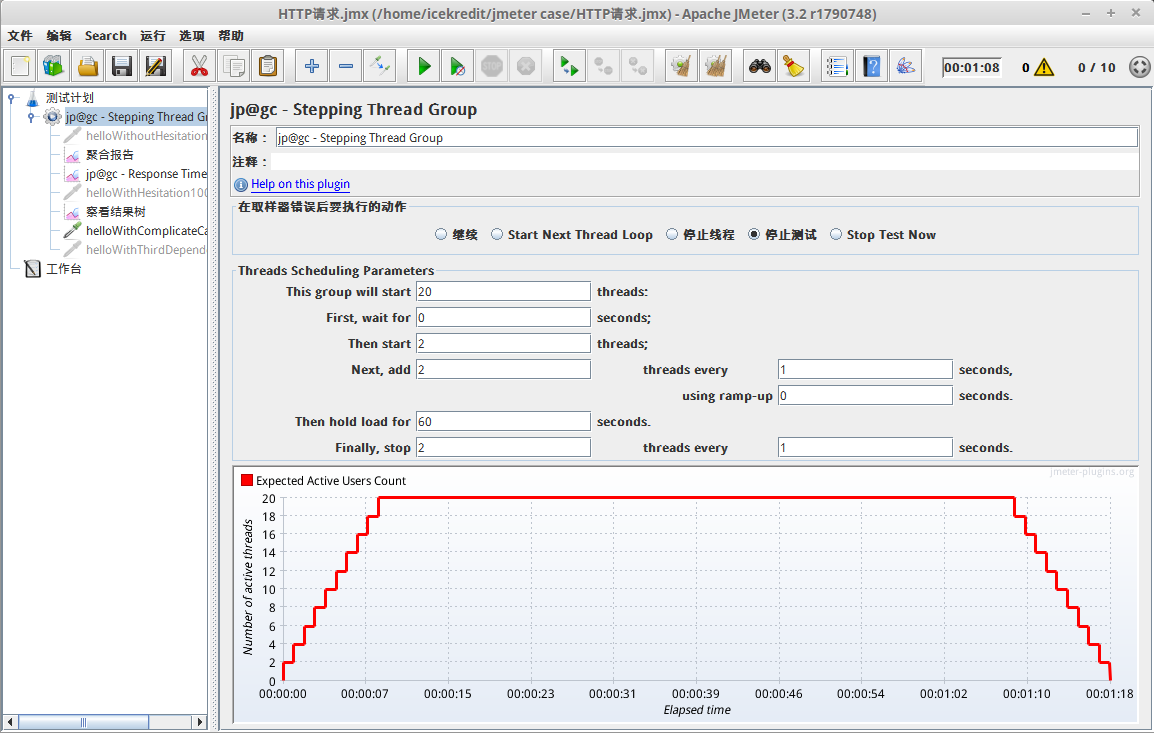 HTTP请求.jmx (/home/icekredit/jmeter case/HTTP请求.jmx) - Apache JMeter (3.2 r1790748)
文件 编辑 Search 运行 选项 帮助
STOP 00:01:08 0 0 / 10
测试计划
jp@gc - Stepping Thread Gr
helloWithoutHesitation
聚合报告
jp@gc - Response Time
helloWithHesitation100
察看结果树
helloWithComplicateCa
helloWithThirdDepend
工作台
jp@gc - Stepping Thread Group
名称： jp@gc - Stepping Thread Group
注释：
Help on this plugin
在取样器错误后要执行的动作
继续 Start Next Thread Loop 停止线程 停止测试 Stop Test Now
Threads Scheduling Parameters
This group will start 20 threads:
First, wait for 0 seconds;
Then start 2 threads;
Next, add 2 threads every 1 seconds,
using ramp-up 0 seconds.
Then hold load for 60 seconds.
Finally, stop 2 threads every 1 seconds.
jmeter-plugins.org
Expected Active Users Count
Number of active threads
20
18
16
14
12
10
8
6
4
2
0
00:00:00 00:00:07 00:00:15 00:00:23 00:00:31 00:00:39 00:00:46 00:00:54 00:01:02 00:01:10 00:01:18
Elapsed time